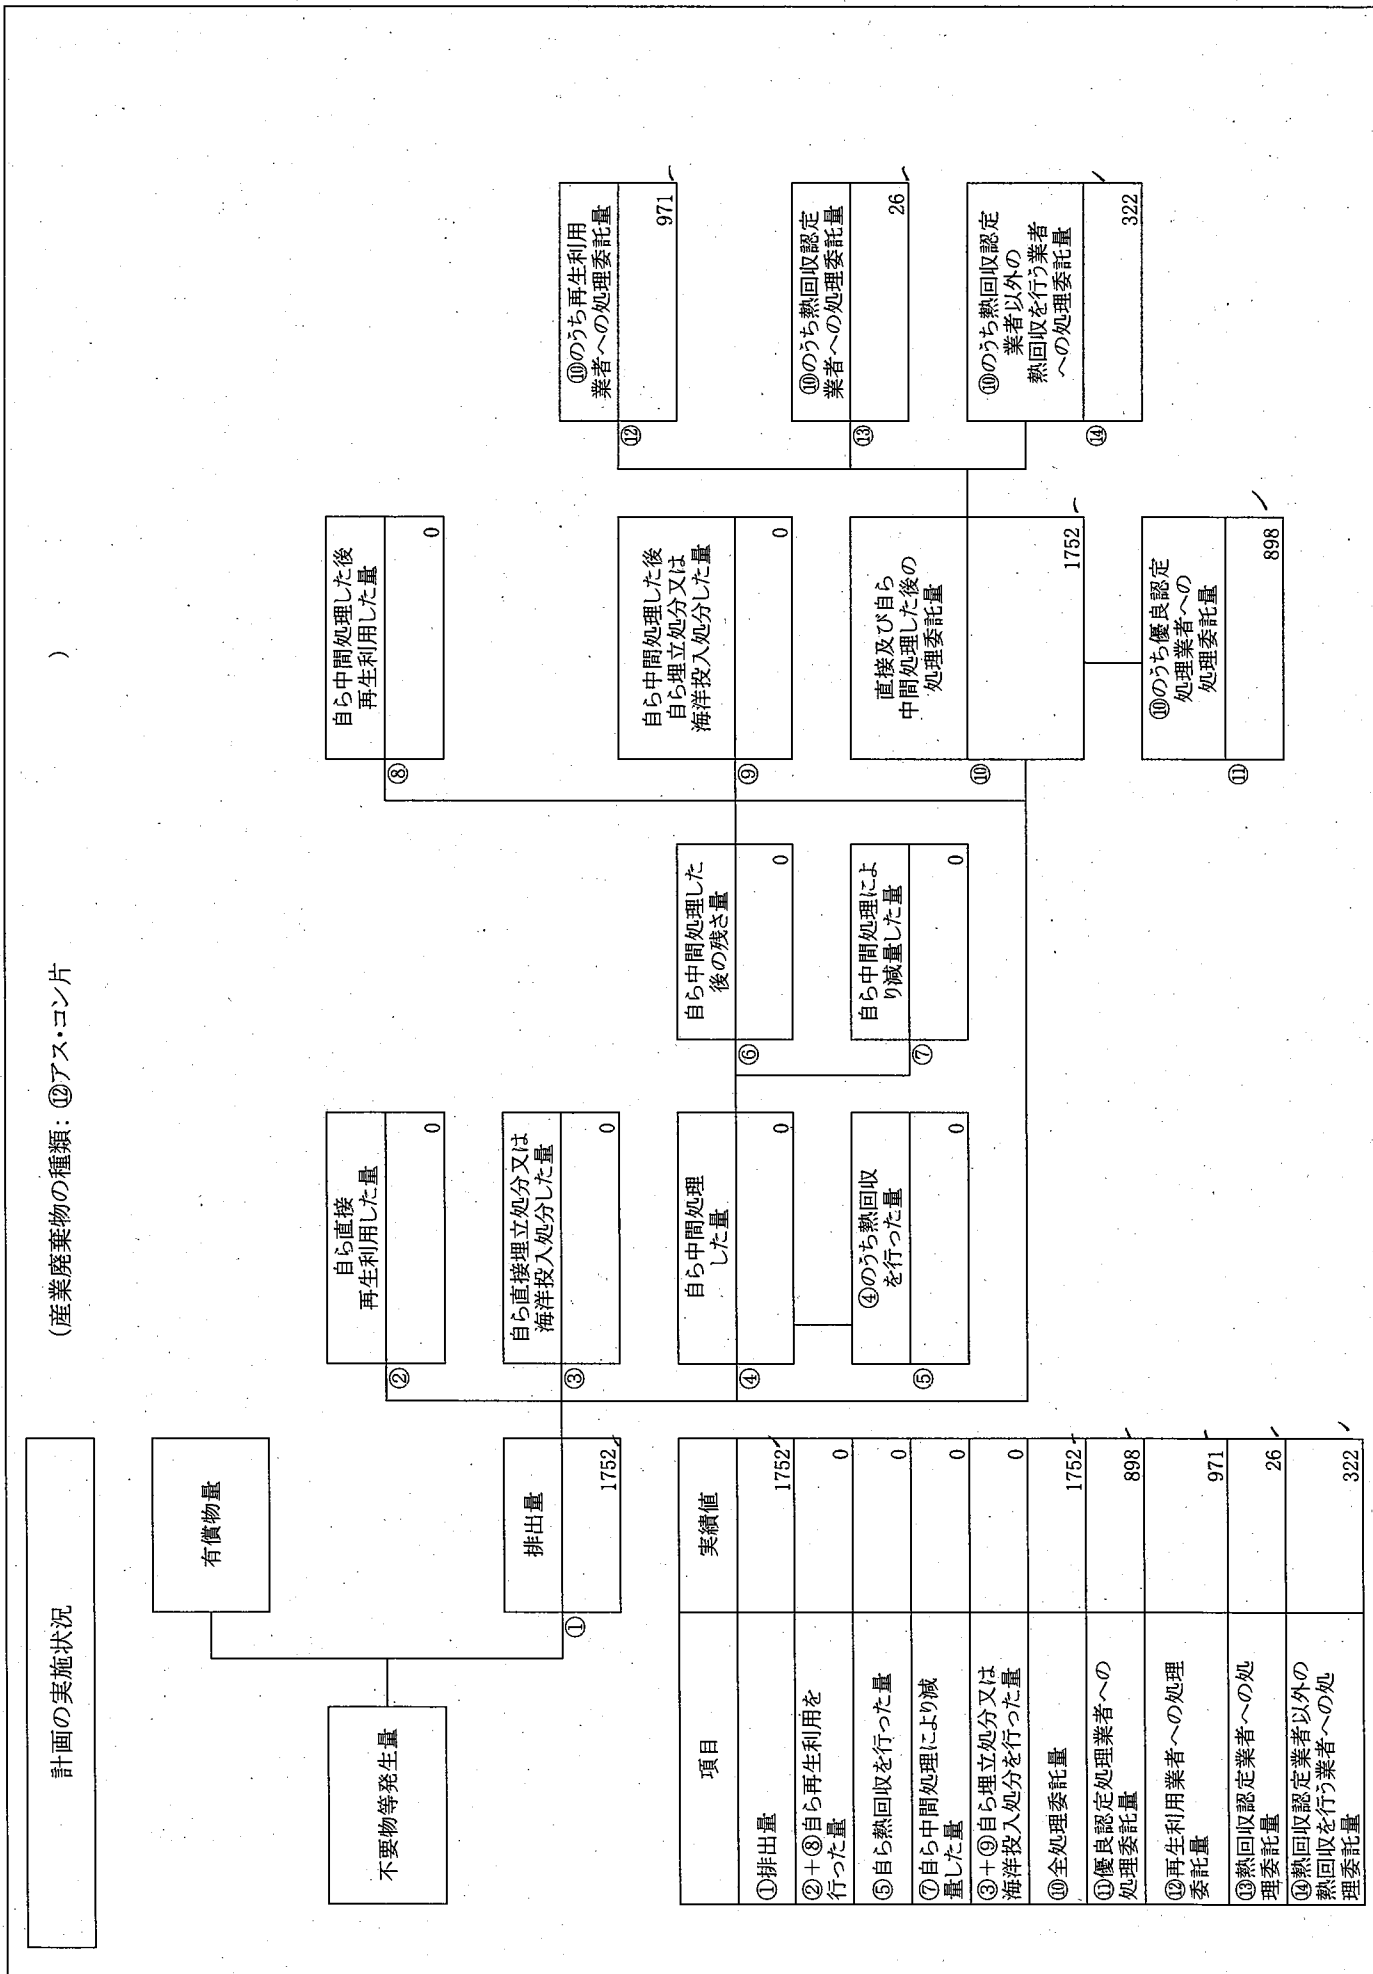 計画の実施状況
(産業廃棄物の種類:⑫アス・コン片
)
不要物等発生量
有償物量
①
排出量
1752
②
自ら直接
再生利用した量
0
③
自ら直接埋立処分又は
海洋投入処分した量
0
④
自ら中間処理
した量
0
⑤
④のうち熱回収
を行った量
0
⑥
自ら中間処理した
後の残さ量
0
⑦
自ら中間処理によ
り減量した量
0
⑧
自ら中間処理した後
再生利用した量
0
⑨
自ら中間処理した後
自ら埋立処分又は
海洋投入処分した量
0
⑩
直接及び自ら
中間処理した後の
処理委託量
1752
⑪
⑩のうち優良認定
処理業者への
処理委託量
898
⑫
⑩のうち再生利用
業者への処理委託量
971
⑬
⑩のうち熱回収認定
業者への処理委託量
26
⑭
⑩のうち熱回収認定
業者以外の
熱回収を行う業者
への処理委託量
322
項目 実績値
①排出量 1752
②+⑧自ら再生利用を
行った量 0
⑤自ら熱回収を行った量 0
⑦自ら中間処理により減
量した量 0
③+⑨自ら埋立処分又は
海洋投入処分を行った量 0
⑩全処理委託量 1752
⑪優良認定処理業者への
処理委託量 898
⑫再生利用業者への処理
委託量 971
⑬熱回収認定業者への処
理委託量 26
⑭熱回収認定業者以外の
熱回収を行う業者への処
理委託量 322